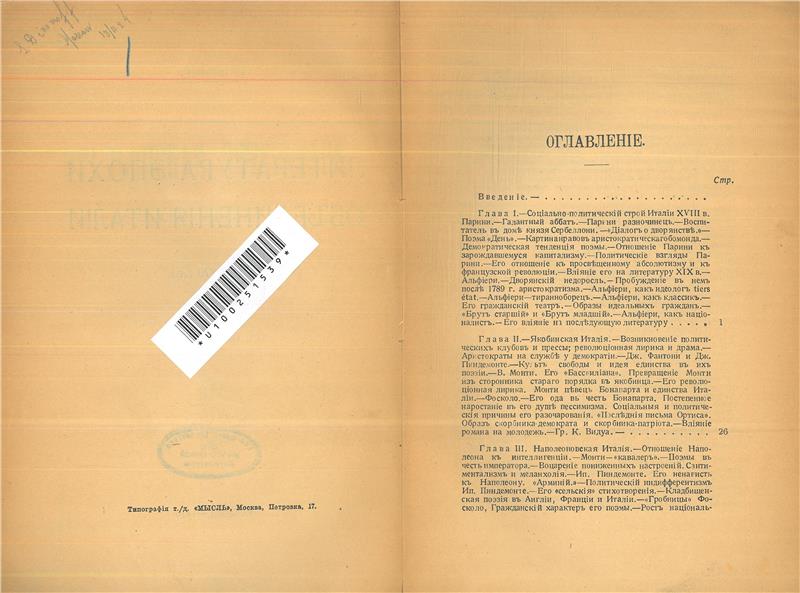 *U100251539*
Типографія т./д. «МЫСЛЬ», Москва, Петровка, 17.
ОГЛАВЛЕНІЕ.
Стр.
Введеніе. —
Глава I.—Соціально-политическій строй Италіи XVIII в.
Парини.—Галантный аббат.—Парини разночинец.—Воспи-
татель въ домѣ князя Сербеллони.—«Діалогъ о дворянствѣ.»—
Поэма «День».—Картина нравовъ аристократическаго бомонда.—
Демократическая тенденція поэмы.—Отношеніе Парини къ
зарождавшемуся капитализму.—Политическіе взгляды Па-
рини.—Его отношеніе къ просвѣщенному абсолютизму и къ
французской революціи.—Вліяніе его на литературу XIX в.—
Альфіери.—Дворянскій недоросль.—Пробужденіе в немъ
послѣ 1789 г. аристократизма.—Альфіери, какъ идеологъ tiers
état.—Альфіери—тиранноборецъ.—Альфіери, какъ классикъ.—
Его гражданскій театръ.—Образы идеальныхъ гражданъ.—
«Брутъ старшій» и «Брутъ младшій».—Альфіери, какъ націо-
налистъ.—Его вліяніе на послѣдующую литературу . . . . 1
Глава II.—Якобинская Италія.—Возникновеніе полити-
ческихъ клубовъ и прессы; революціонная лирика и драма.—
Аристократы на службѣ у демократіи.—Дж. Фантони и Дж.
Пиндемонте.—Культъ свободы и идея единства въ ихъ
поэзіи.—В. Монти. Его «Бассвиліана». Превращеніе Монти
изъ сторонника стараго порядка въ якобинца.—Его револю-
ціонная лирика. Монти пѣвецъ Бонапарта и единства Ита-
ліи.—Фосколо.—Его ода въ честь Бонапарта. Постепенное
наростаніе въ его душѣ пессимизма. Соціальныя и политиче-
скія причины его разочарованія. «Послѣднія письма Ортиса».
Образъ скорбника-демократа и скорбника-патріота.—Вліяніе
романа на молодежь.—Гр. К. Видуа. — . . . . . . . . . . 26
Глава III. Наполеоновская Италія.—Отношеніе Напо-
леона къ интеллигенціи.—Монти—«кавалеръ».—Поэмы въ
честь императора.—Воцареніе пониженныхъ настроеній. Сэнти-
ментализмъ и меланхолія.—Ип. Пиндемонте. Его ненависть
къ Наполеону. «Арминій».—Политическій индифферентизм
Ип. Пиндемонте.—Его «сельскія» стихотворенія.—Кладбищен-
ская поэзія въ Англіи, Франціи и Италіи.—«Гробницы» Фо-
сколо, Гражданскій характеръ его поэмы.—Ростъ національ-